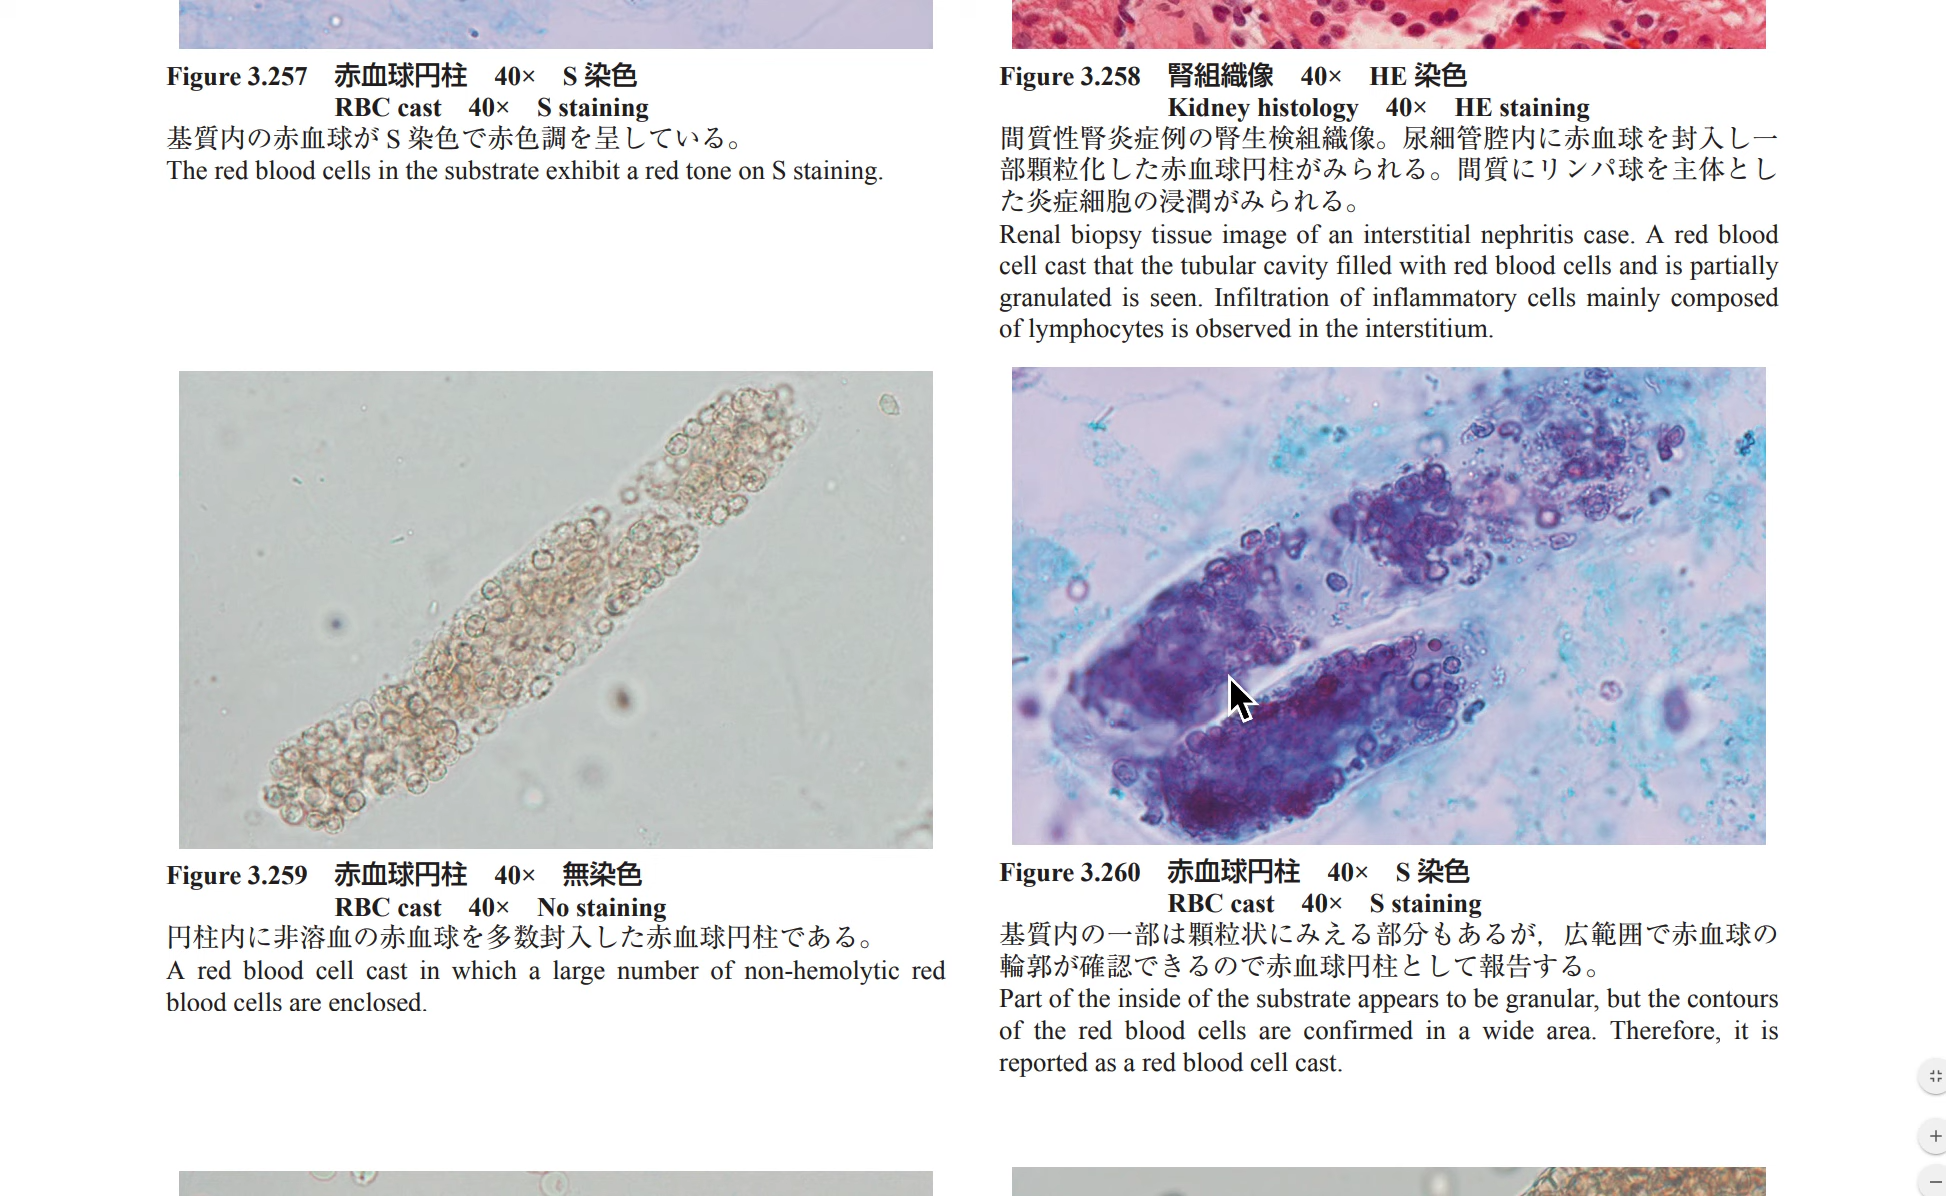 Figure 3.257 赤血球円柱 40× S 染色
RBC cast 40× S staining
基質内の赤血球が S 染色で赤色調を呈している。
The red blood cells in the substrate exhibit a red tone on S staining.
Figure 3.258 腎組織像 40× HE 染色
Kidney histology 40× HE staining
間質性腎炎症例の腎生検組織像。尿細管腔内に赤血球を封入し一
部顆粒化した赤血球円柱がみられる。間質にリンパ球を主体とし
た炎症細胞の浸潤がみられる。
Renal biopsy tissue image of an interstitial nephritis case. A red blood
cell cast that the tubular cavity filled with red blood cells and is partially
granulated is seen. Infiltration of inflammatory cells mainly composed
of lymphocytes is observed in the interstitium.
Figure 3.259 赤血球円柱 40× 無染色
RBC cast 40× No staining
円柱内に非溶血の赤血球を多数封入した赤血球円柱である。
A red blood cell cast in which a large number of non-hemolytic red
blood cells are enclosed.
Figure 3.260 赤血球円柱 40× S 染色
RBC cast 40× S staining
基質内の一部は顆粒状にみえる部分もあるが，広範囲で赤血球の
輪郭が確認できるので赤血球円柱として報告する。
Part of the inside of the substrate appears to be granular, but the contours
of the red blood cells are confirmed in a wide area. Therefore, it is
reported as a red blood cell cast.